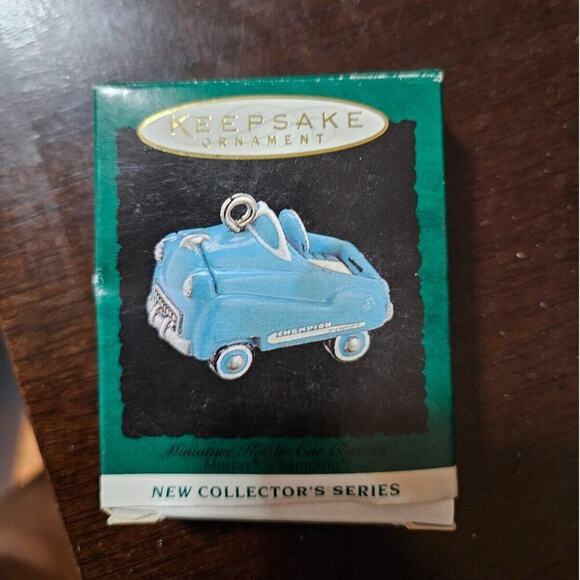 KEEPSAKE
ORNAMENT
CHAMPION
Miniature Kiddie Car Classics
Murray® Champion
NEW COLLECTOR'S SERIES